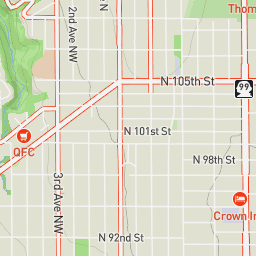 2nd Ave NW
Thom
N 105th St
99
N 101st St
QFC
N 98th St
3rd Ave NW
Crown In
N 92nd St